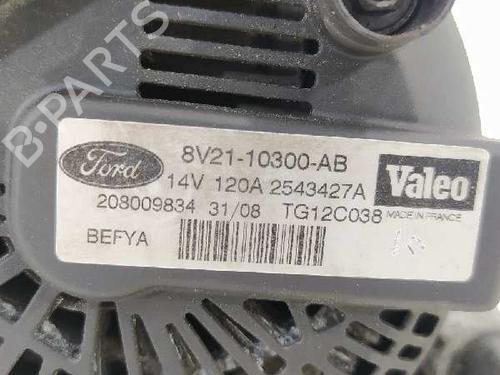 B-PARTS
Ford
8V21-10300-AB
14V 120A 2543427A
Valeo
MADE IN FRANCE
208009834 31/08 TG12C038
BEFYA